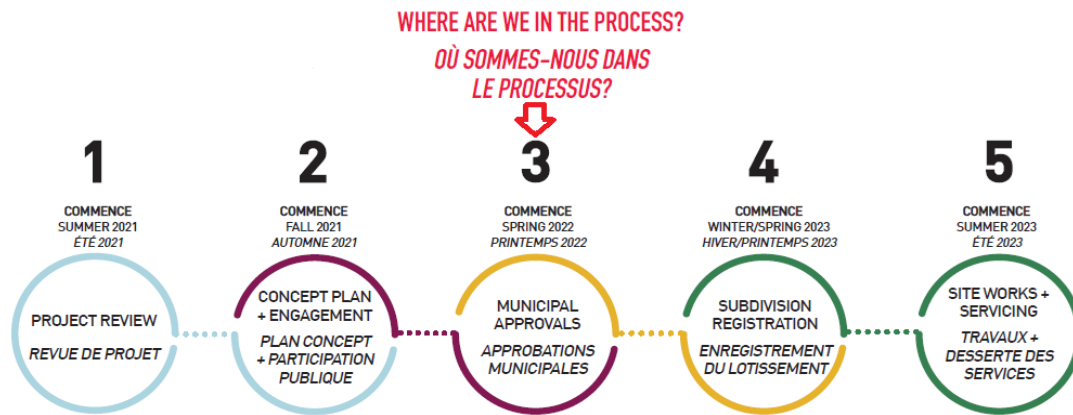 WHERE ARE WE IN THE PROCESS?
OÙ SOMMES-NOUS DANS
LE PROCESSUS?
1
COMMENCE
SUMMER 2021
ÉTÉ 2021
PROJECT REVIEW
REVUE DE PROJET
2
COMMENCE
FALL 2021
AUTOMNE 2021
CONCEPT PLAN
+ ENGAGEMENT
PLAN CONCEPT
+ PARTICIPATION
PUBLIQUE
3
COMMENCE
SPRING 2022
PRINTEMPS 2022
MUNICIPAL
APPROVALS
APPROBATIONS
MUNICIPALES
4
COMMENCE
WINTER/SPRING 2023
HIVER/PRINTEMPS 2023
SUBDIVISION
REGISTRATION
ENREGISTREMENT
DU LOTISSEMENT
5
COMMENCE
SUMMER 2023
ÉTÉ 2023
SITE WORKS +
SERVICING
TRAVAUX +
DESSERTE DES
SERVICES